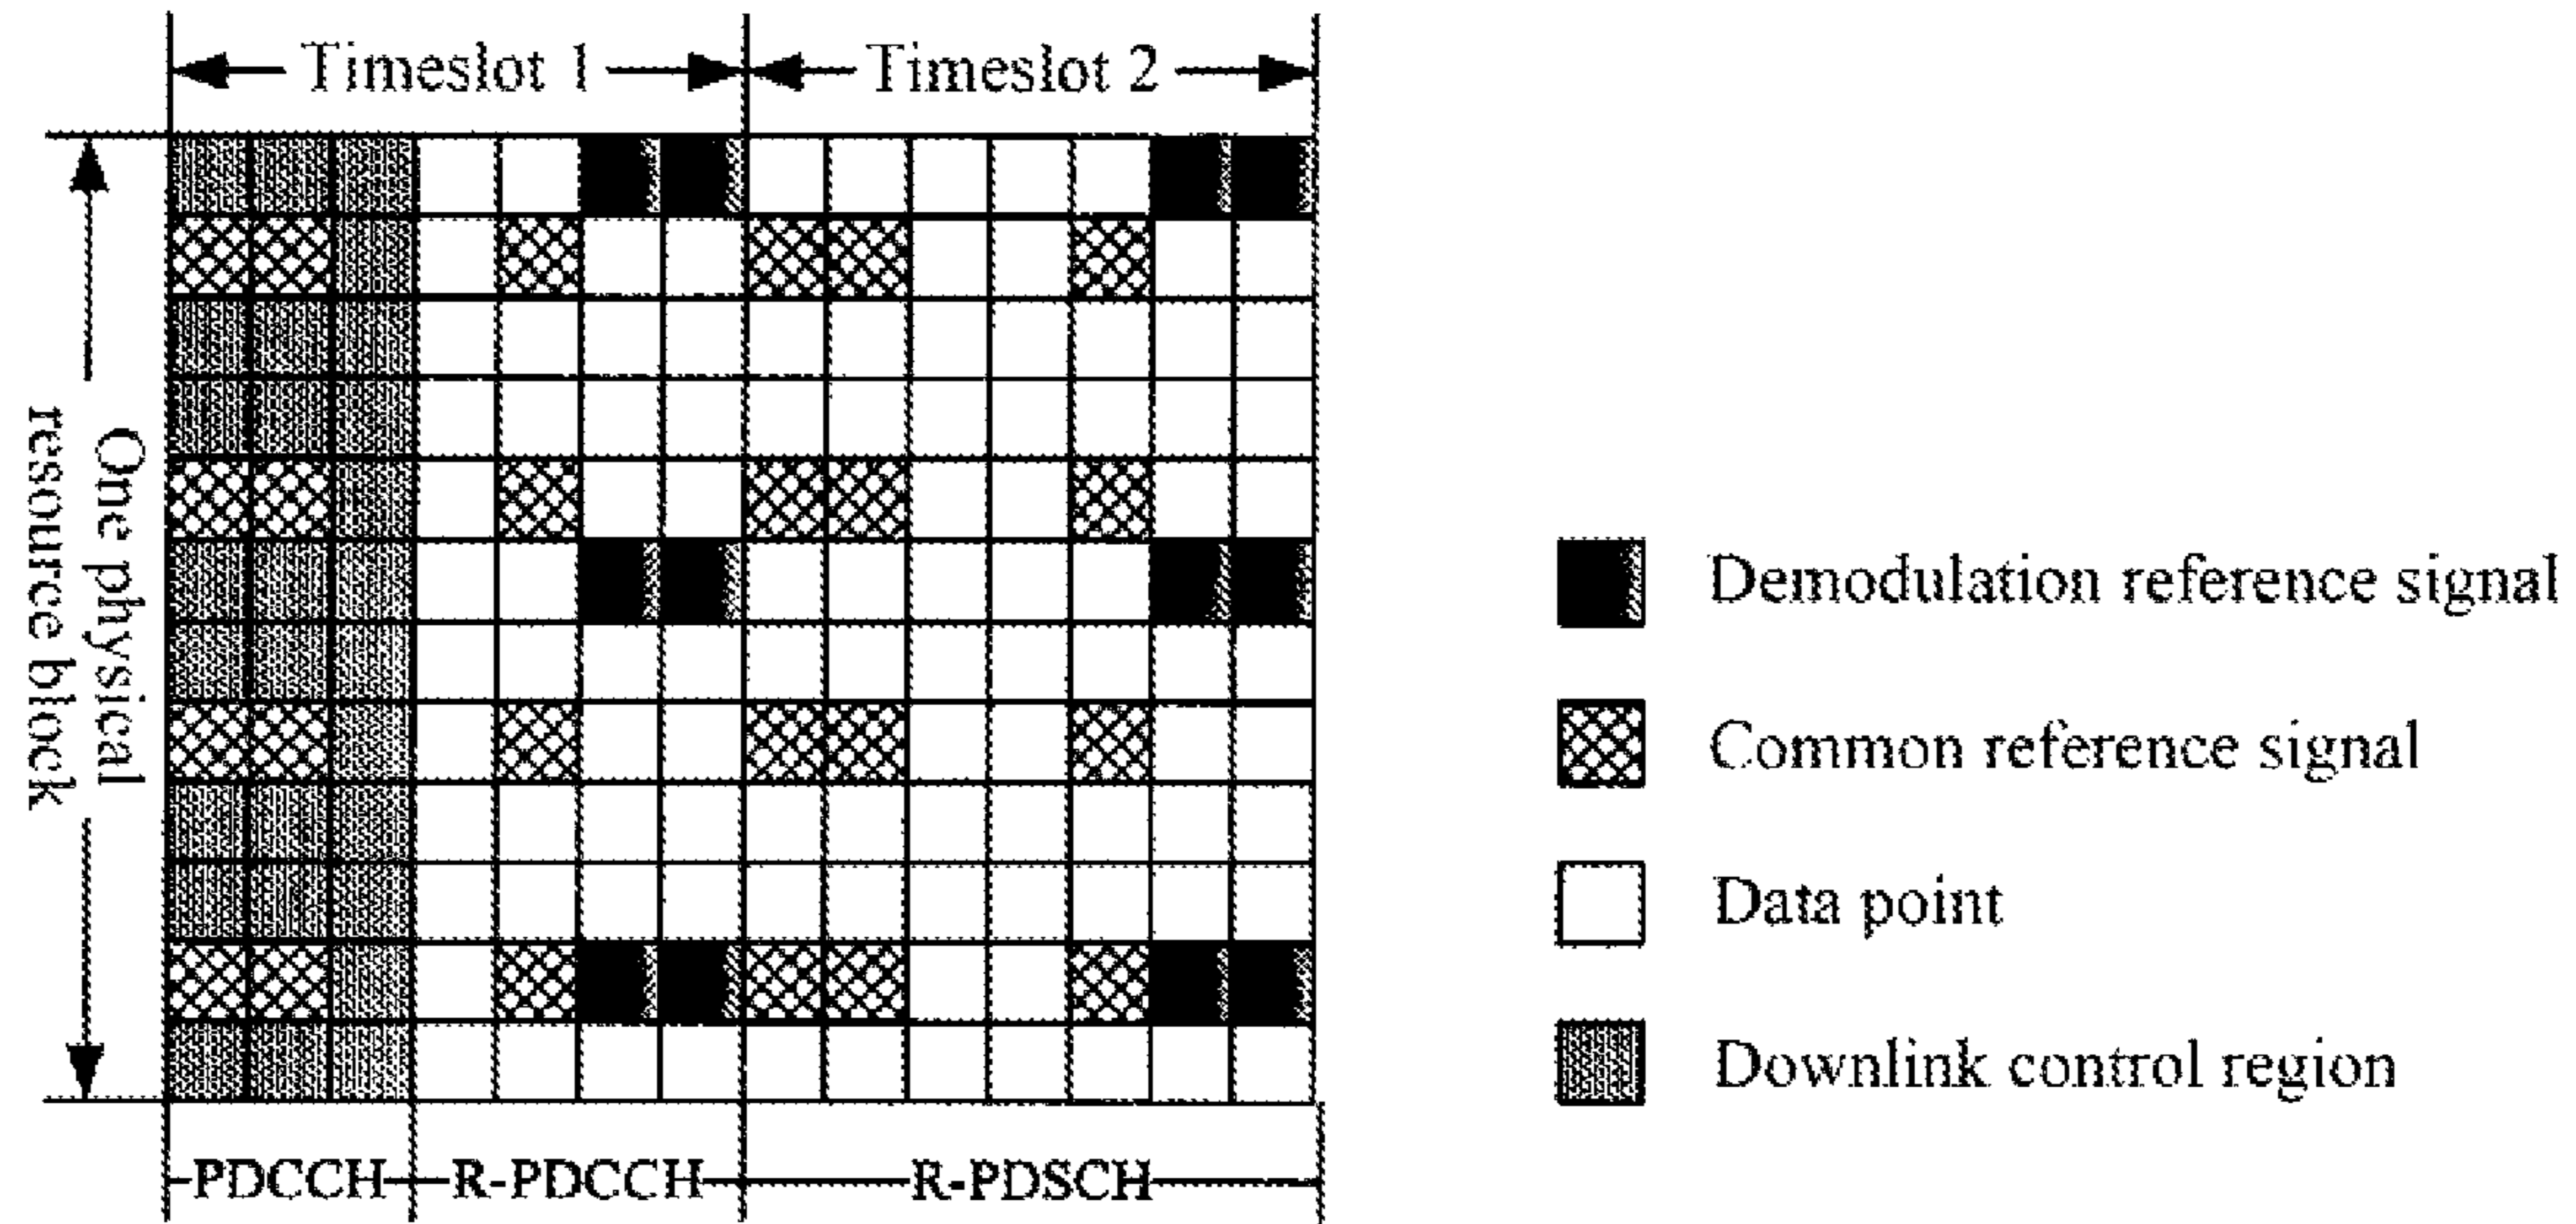 Timeslot 1
Timeslot 2
One physical
resource block
Demodulation reference signal
Common reference signal
Data point
Downlink control region
PDCCH
R-PDCCH
R-PDSCH